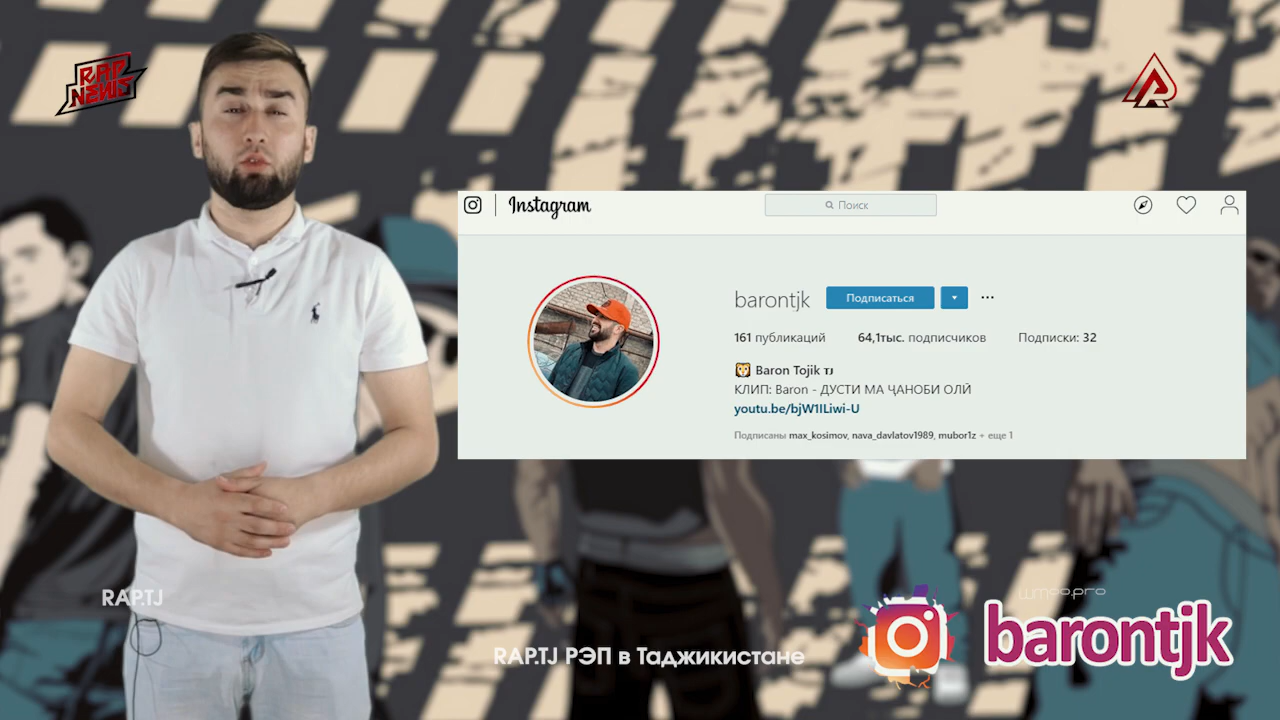 RAP
NEWS
Instagram
Поиск
barontjk
Подписаться
161 публикаций
64,1тыс. подписчиков
Подписки: 32
🐯 Baron Tojik TJ
КЛИП: Baron - ДУСТИ МА ҶАНОБИ ОЛӢ
youtu.be/bjW1ILiwi-U
Подписаны max_kosimov, nava_davlatov1989, mubor1z + еще 1
RAP.TJ
RAP.TJ РЭП в Таджикистане
barontjk